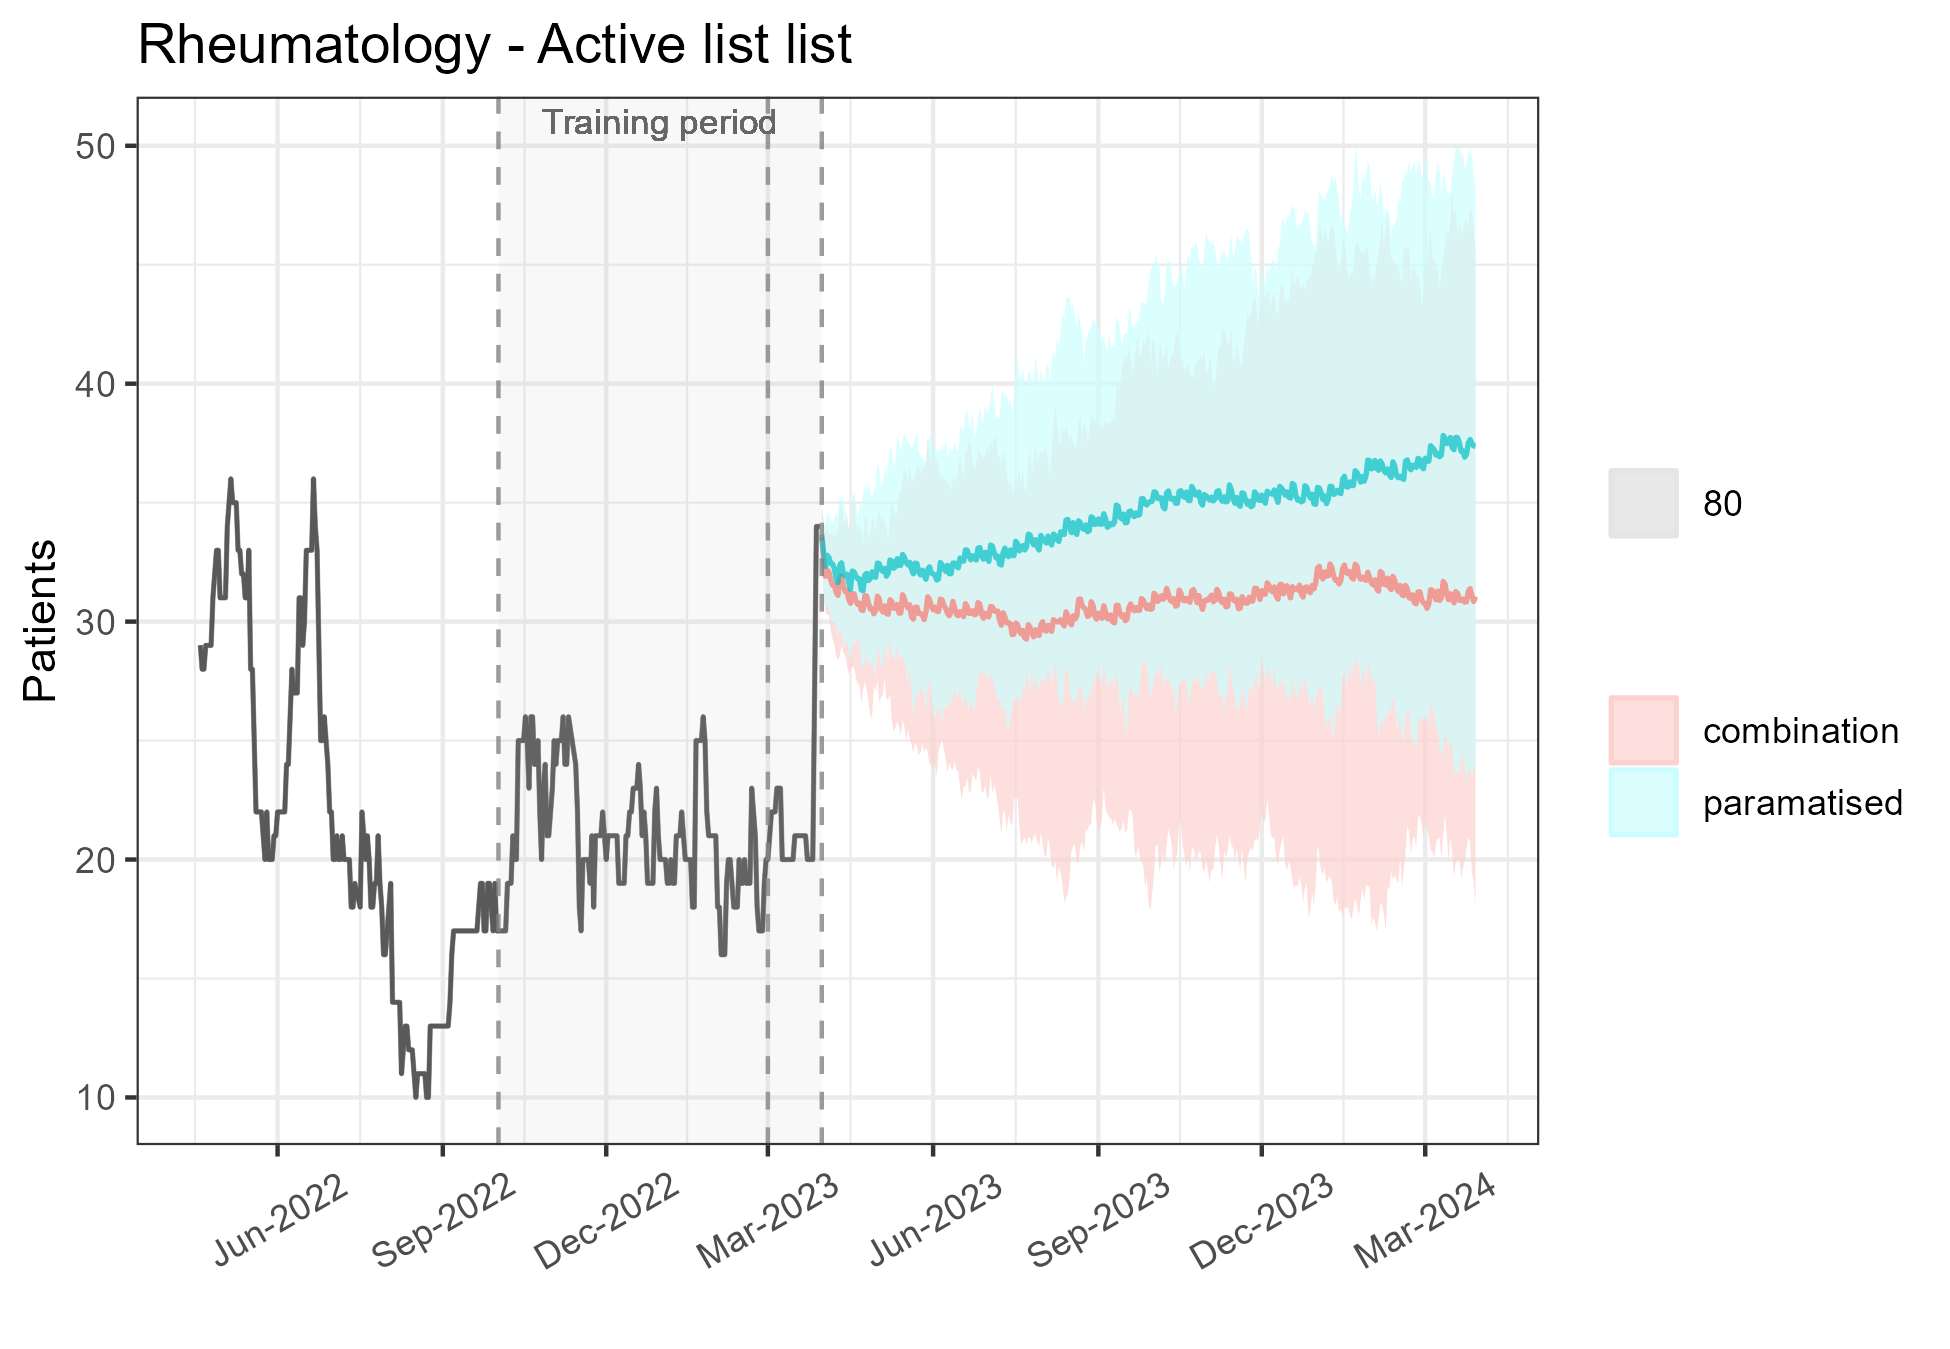 Rheumatology - Active list list
Training period
50
40
30
20
10
Patients
Jun-2022
Sep-2022
Dec-2022
Mar-2023
Jun-2023
Sep-2023
Dec-2023
Mar-2024
80
combination
paramatised